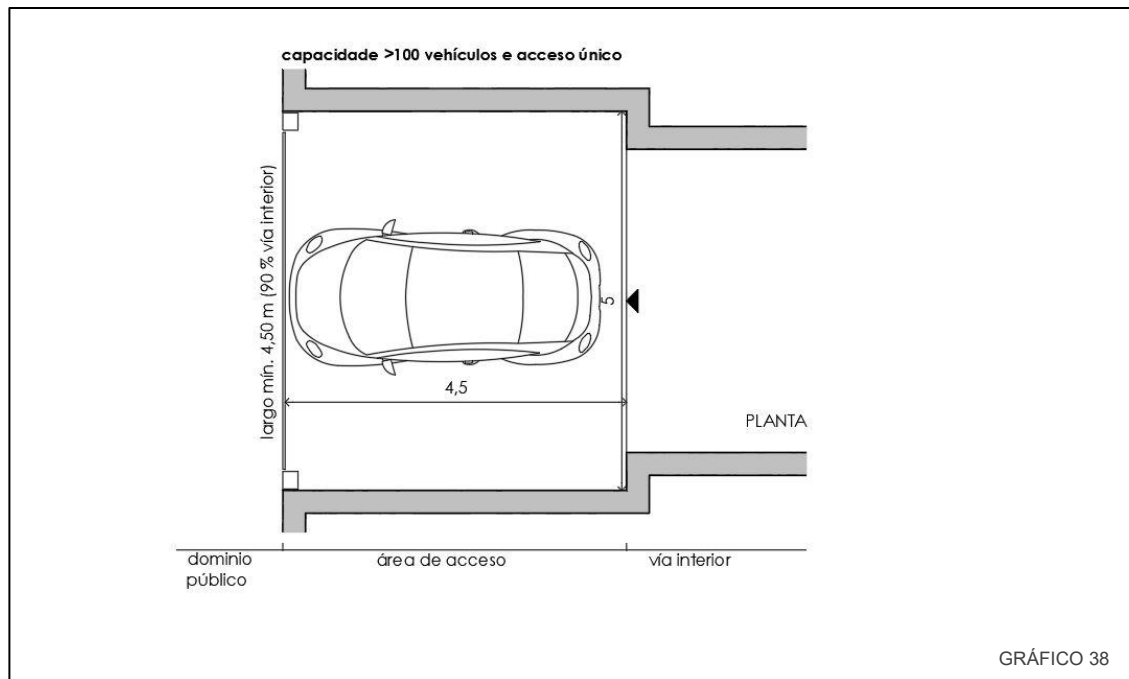 capacidade >100 vehículos e acceso único
largo mín. 4,50 m (90 % vía interior)
5
4,5
PLANTA
dominio
público
área de acceso
vía interior
GRÁFICO 38